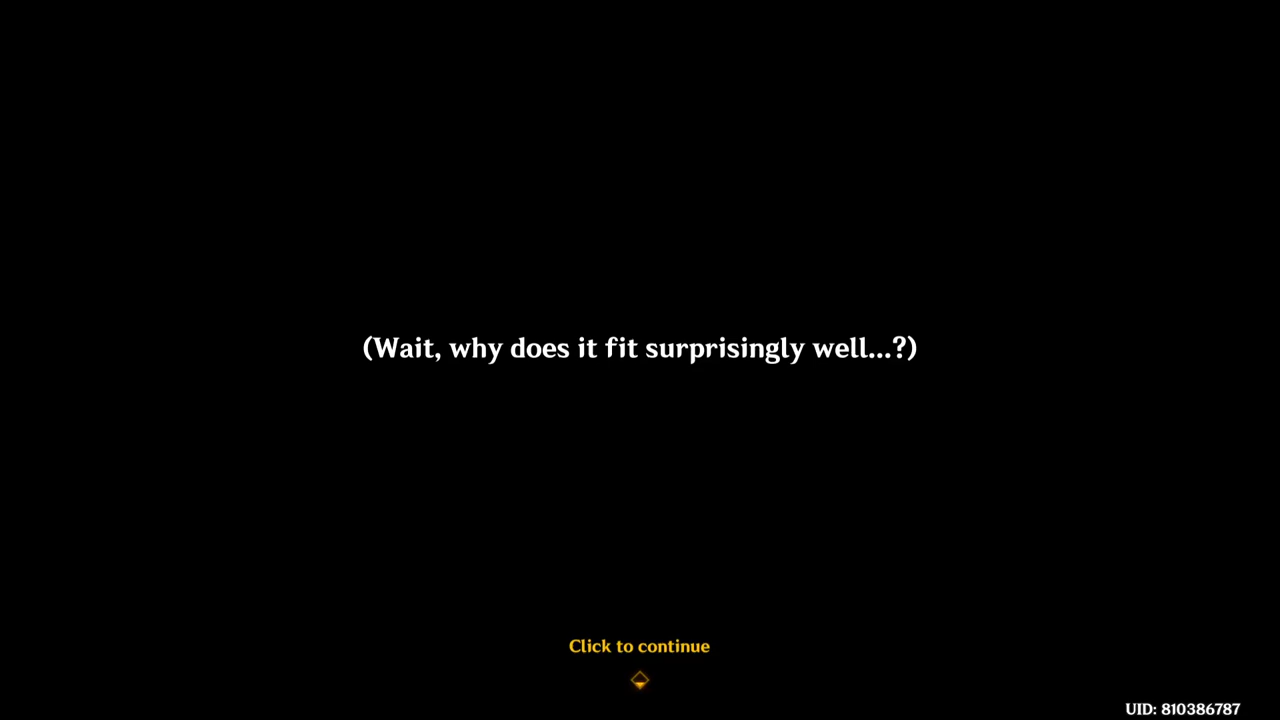 (Wait, why does it fit surprisingly well...?)
Click to continue
UID: 810386787